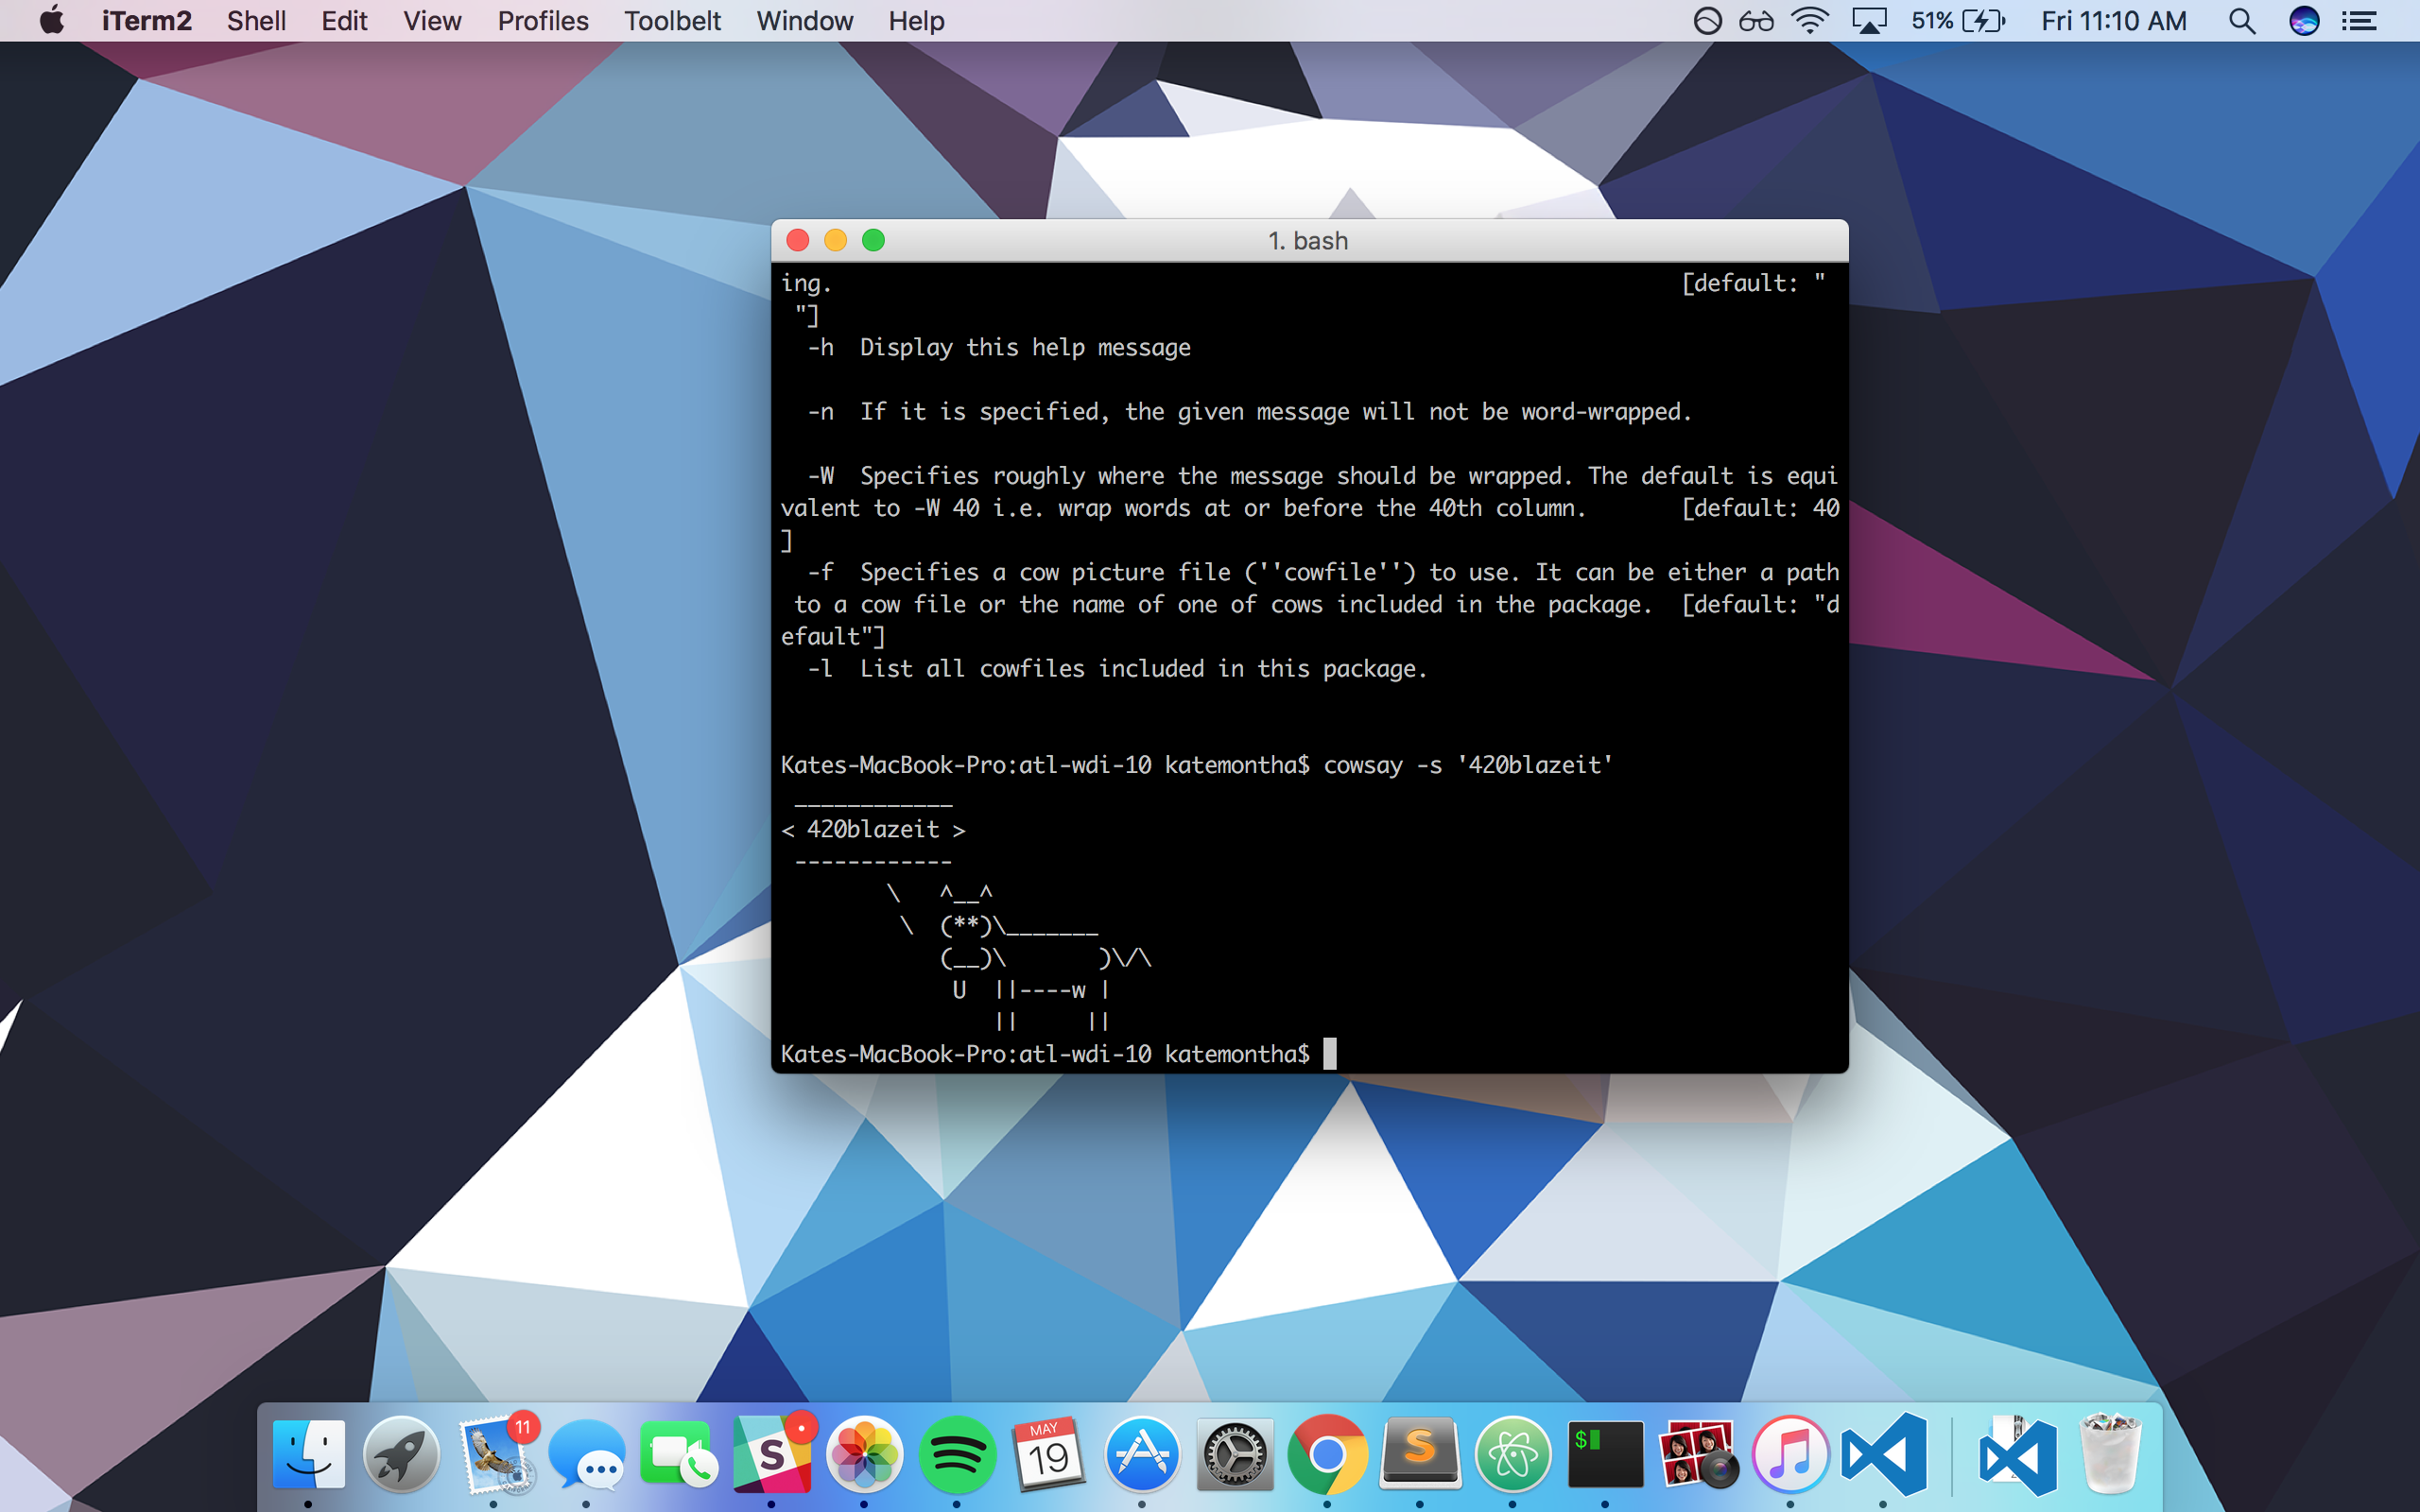 iTerm2 Shell Edit View Profiles Toolbelt Window Help 51% Fri 11:10 AM
1. bash
ing. [default: "
"]
-h Display this help message
-n If it is specified, the given message will not be word-wrapped.
-W Specifies roughly where the message should be wrapped. The default is equi
valent to -W 40 i.e. wrap words at or before the 40th column. [default: 40
]
-f Specifies a cow picture file (''cowfile'') to use. It can be either a path
to a cow file or the name of one of cows included in the package. [default: "d
efault"]
-l List all cowfiles included in this package.
Kates-MacBook-Pro:atl-wdi-10 katemontha$ cowsay -s '420blazeit'
____________
< 420blazeit >
------------
        \   ^__^
         \  (**)\_______
            (__)\       )\/\
             U  ||----w |
                ||     ||
Kates-MacBook-Pro:atl-wdi-10 katemontha$
11
S
MAY
19
S
$